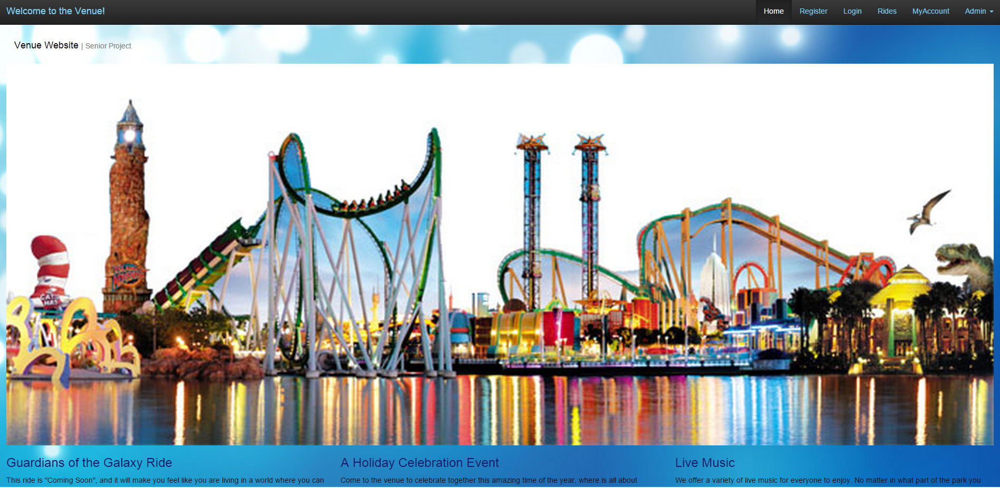 Welcome to the Venue!
Home Register Login Rides MyAccount Admin
Venue Website | Senior Project
CAT
HAT
Guardians of the Galaxy Ride
This ride is "Coming Soon", and it will make you feel like you are living in a world where you can
A Holiday Celebration Event
Come to the venue to celebrate together this amazing time of the year, where is all about
Live Music
We offer a variety of live music for everyone to enjoy. No matter in what part of the park you